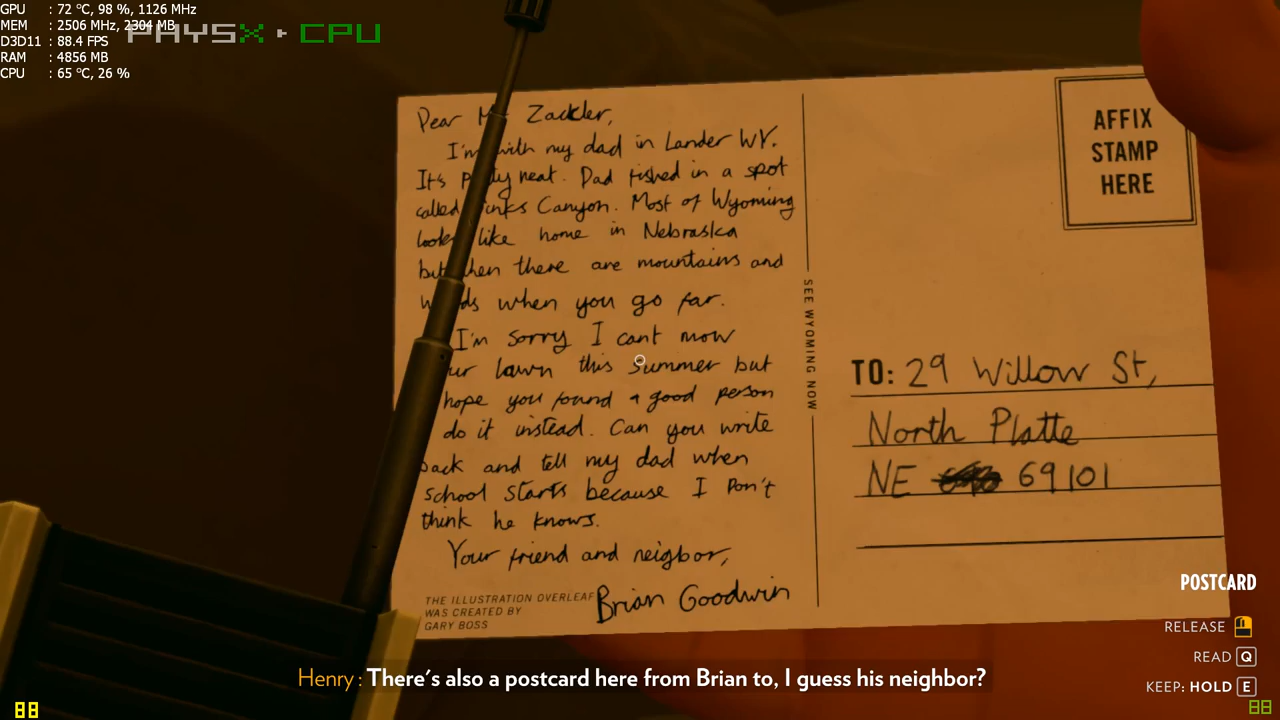 GPU : 72 °C, 98 %, 1126 MHz
MEM : 2506 MHz, 2304 MB
D3D11 : 88.4 FPS
RAM : 4856 MB
CPU : 65 °C, 26 %
PHYSX CPU
Dear Zackler,
I'm with my dad in Lander WY.
It's neat. Dad fished in a spot
called Canyon. Most of Wyoming
like home in Nebraska
but there are mountains and
when you go far.
I'm sorry I cant mow
lawn this summer but
hope you found a good person
do it instead. Can you write
back and tell my dad when
school starts because I Don't
think he knows.
Your friend and neigbor,
Brian Goodwin
THE ILLUSTRATION OVERLEAF
WAS CREATED BY
GARY BOSS
SEE WYOMING NOW
AFFIX
STAMP
HERE
TO: 29 Willow St,
North Platte
NE 69101
POSTCARD
RELEASE
READ Q
KEEP: HOLD E
Henry : There's also a postcard here from Brian to, I guess his neighbor?
88
88